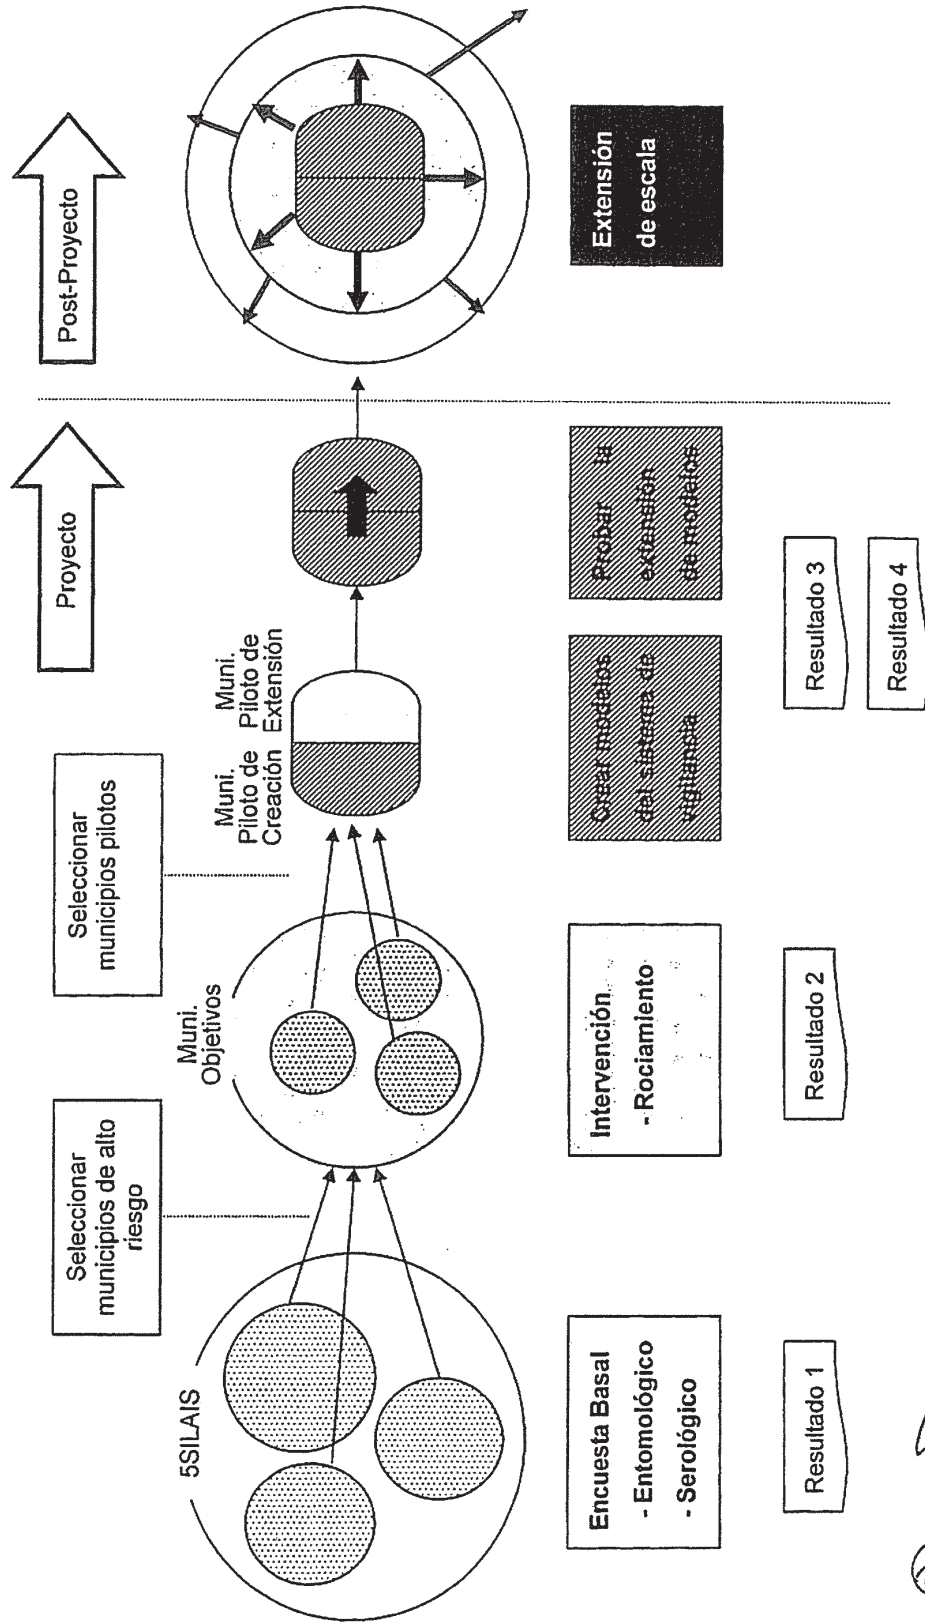 Proyecto
Post-Proyecto
Seleccionar
municipios de alto
riesgo
Seleccionar
municipios pilotos
5SILAIS
Muni.
Objetivos
Muni.
Piloto de
Creación
Muni.
Piloto de
Extensión
Encuesta Basal
- Entomológico
- Serológico
Intervención
- Rociamiento
Crear modelos
del sistema de
vigilancia
Probar la
extensión
de modelos
Extensión
de escala
Resultado 1
Resultado 2
Resultado 3
Resultado 4